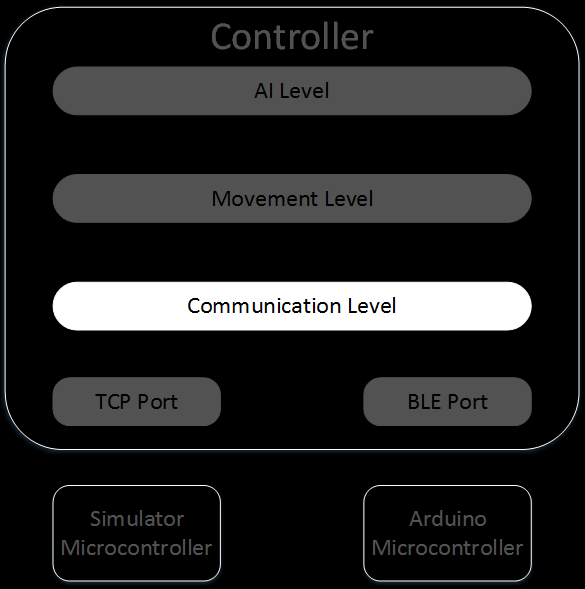 Controller
AI Level
Movement Level
Communication Level
TCP Port
BLE Port
Simulator
Microcontroller
Arduino
Microcontroller